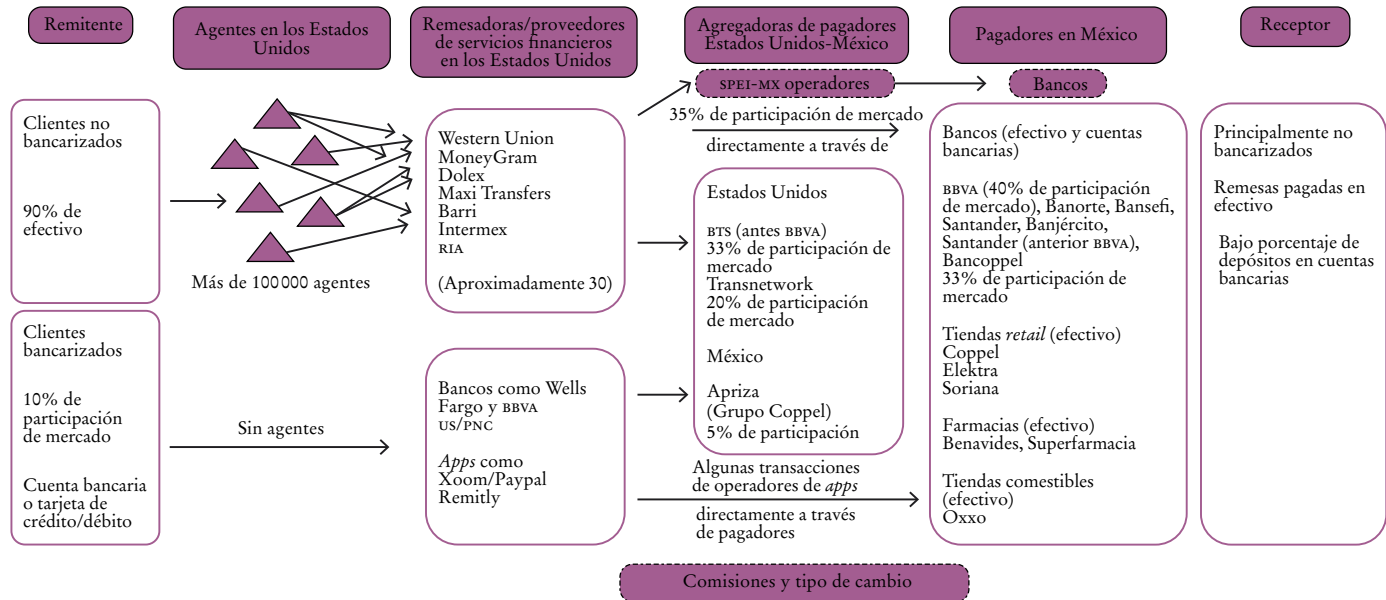 Remitente
Agentes en los Estados
Unidos
Remesadoras/proveedores
de servicios financieros
en los Estados Unidos
Agregadoras de pagadores
Estados Unidos-México
Pagadores en México
Receptor
SPEI-MX operadores
Bancos
Clientes no
bancarizados
90% de
efectivo
Más de 100 000 agentes
Western Union
MoneyGram
Dolex
Maxi Transfers
Barri
Intermex
RIA
(Aproximadamente 30)
35% de participación de mercado
directamente a través de
Estados Unidos
BTS (antes BBVA)
33% de participación de
mercado
Transnetwork
20% de participación
de mercado
México
Apriza
(Grupo Coppel)
5% de participación
Bancos (efectivo y cuentas
bancarias)
BBVA (40% de participación
de mercado), Banorte, Bansefi,
Santander, Banjército,
Santander (anterior BBVA),
Bancoppel
33% de participación de
mercado
Tiendas retail (efectivo)
Coppel
Elektra
Soriana
Farmacias (efectivo)
Benavides, Superfarmacia
Tiendas comestibles
(efectivo)
Oxxo
Principalmente no
bancarizados
Remesas pagadas en
efectivo
Bajo porcentaje de
depósitos en cuentas
bancarias
Clientes
bancarizados
10% de
participación
de mercado
Cuenta bancaria
o tarjeta de
crédito/débito
Sin agentes
Bancos como Wells
Fargo y BBVA
US/PNC
Apps como
Xoom/Paypal
Remitly
Algunas transacciones
de operadores de apps
directamente a través
de pagadores
Comisiones y tipo de cambio